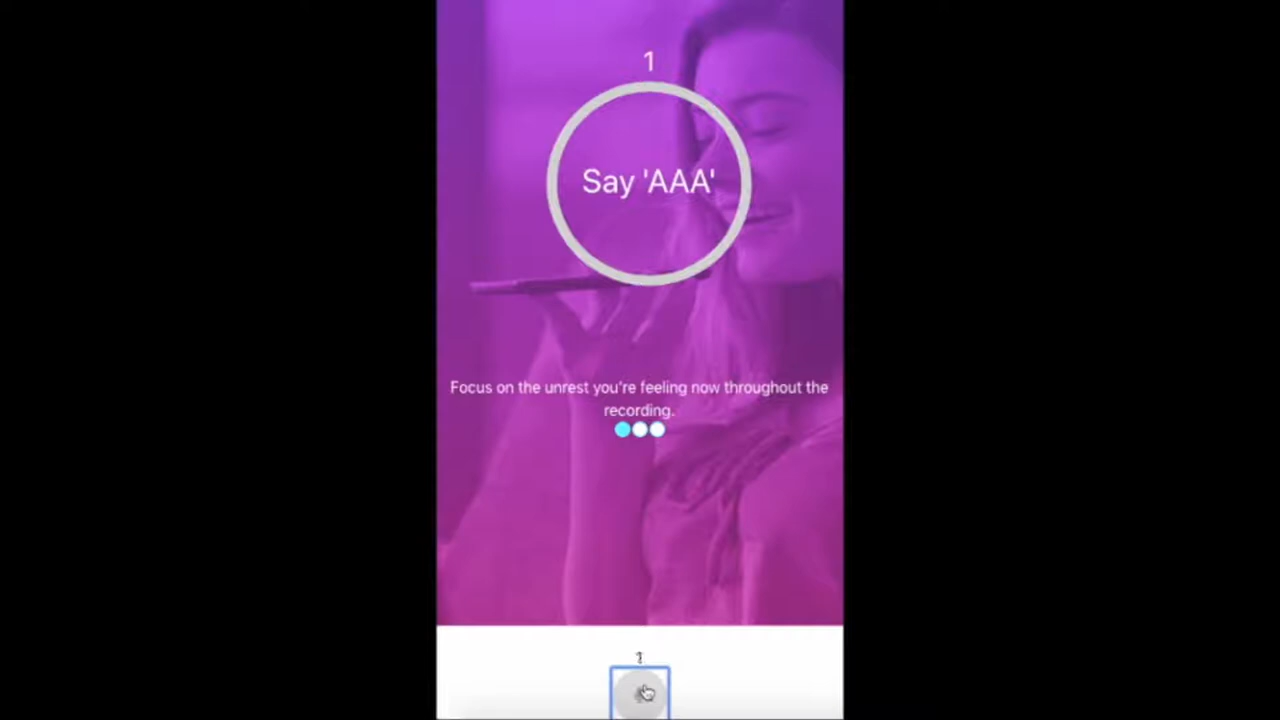 1
Say 'AAA'
Focus on the unrest you're feeling now throughout the
recording.